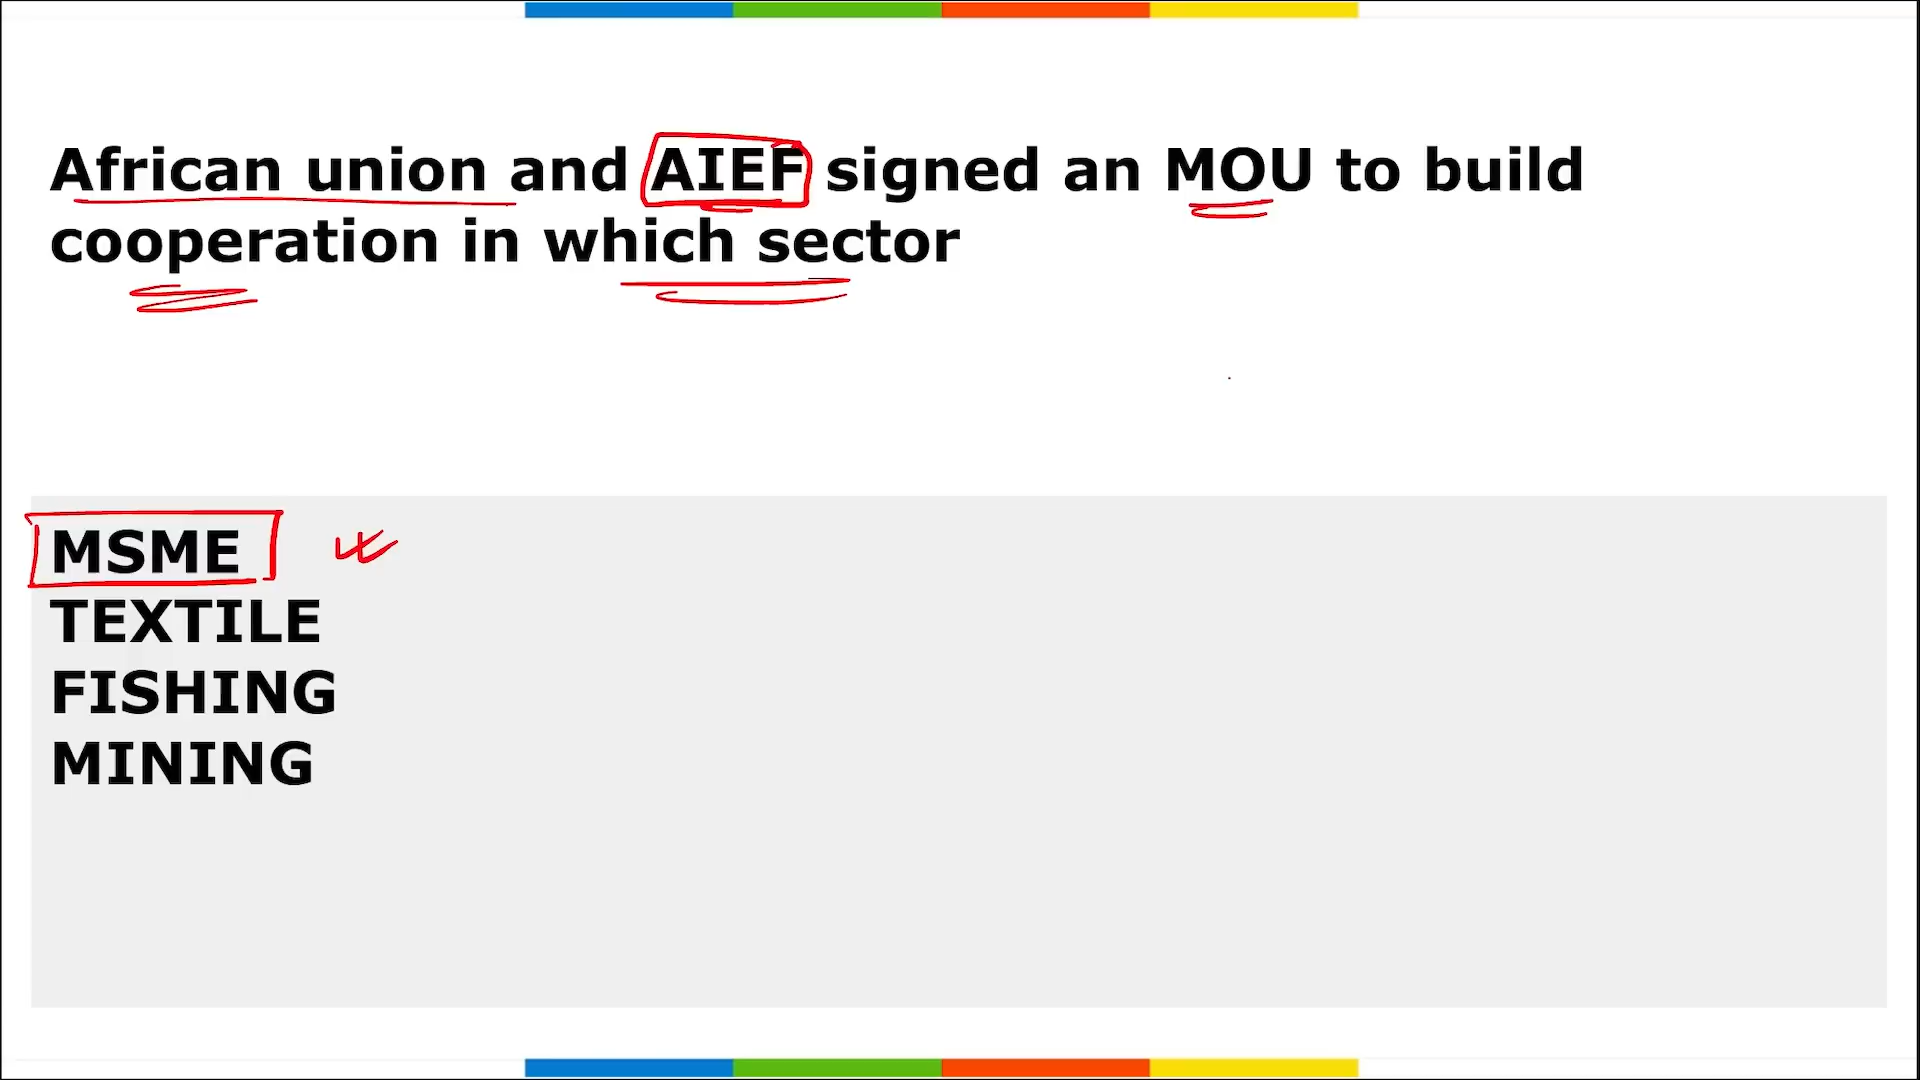 African union and AIEF signed an MOU to build
cooperation in which sector
MSME
TEXTILE
FISHING
MINING